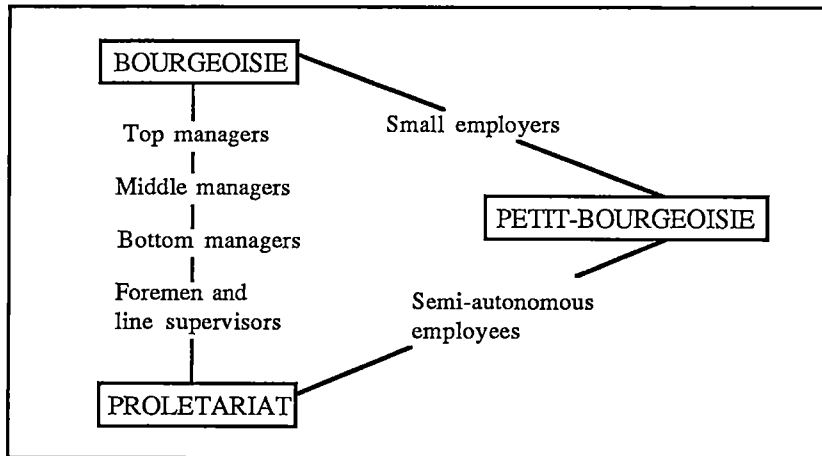 BOURGEOISIE
Top managers
Small employers
Middle managers
PETIT-BOURGEOISIE
Bottom managers
Foremen and
line supervisors
Semi-autonomous
employees
PROLETARIAT